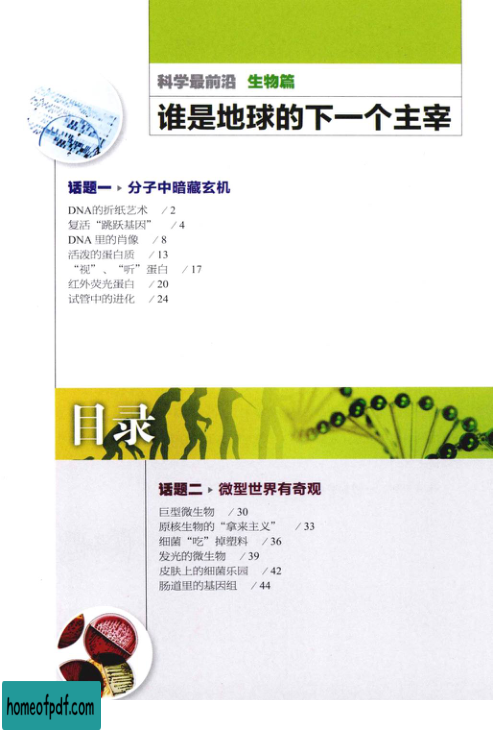 科学最前沿 生物篇
谁是地球的下一个主宰
话题一 ▸ 分子中暗藏玄机
DNA的折纸艺术 / 2
复活“跳跃基因” / 4
DNA 里的肖像 / 8
活泼的蛋白质 / 13
“视”、“听”蛋白 / 17
红外荧光蛋白 / 20
试管中的进化 / 24
目录
话题二 ▸ 微型世界有奇观
巨型微生物 / 30
原核生物的“拿来主义” / 33
细菌“吃”掉塑料 / 36
发光的微生物 / 39
皮肤上的细菌乐园 / 42
肠道里的基因组 / 44
homeofpdf.com